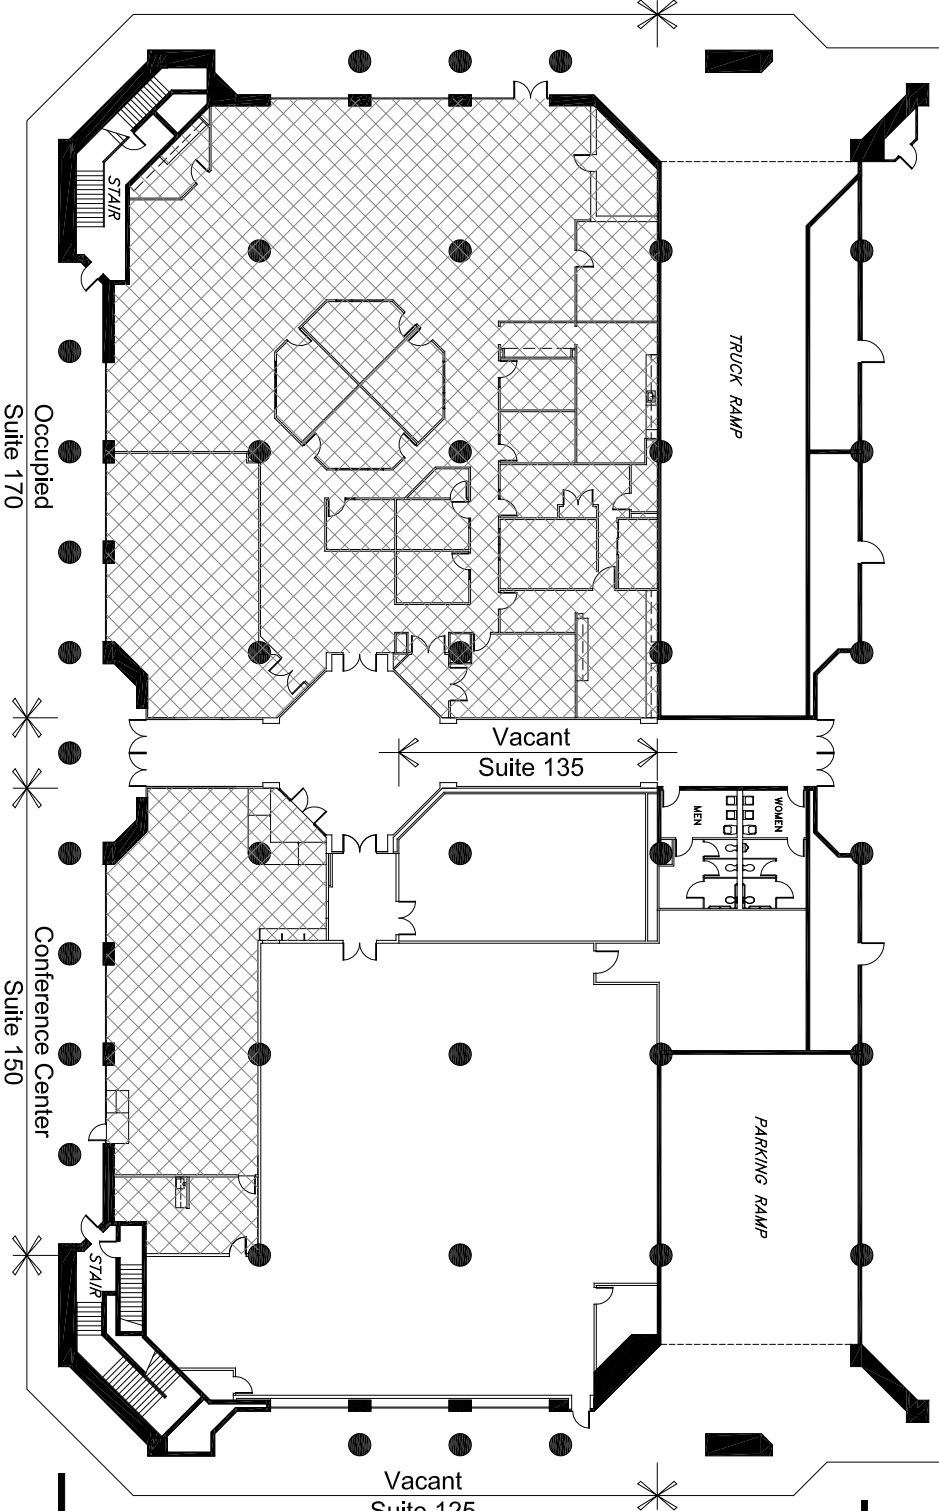 STAIR
TRUCK RAMP
Occupied
Suite 170
Vacant
Suite 135
MEN
WOMEN
Conference Center
Suite 150
PARKING RAMP
STAIR
Vacant
Suite 125